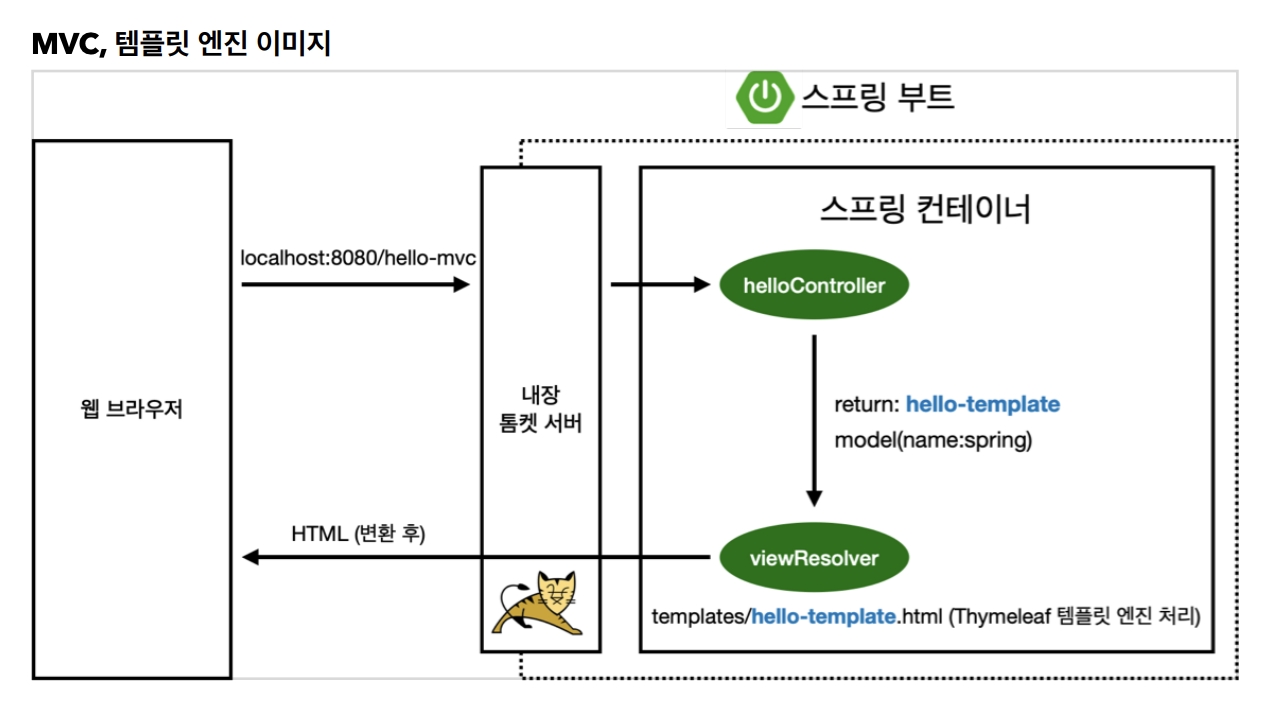 MVC, 템플릿 엔진 이미지
스프링 부트
스프링 컨테이너
localhost:8080/hello-mvc
helloController
웹 브라우저
내장
톰켓 서버
return: hello-template
model(name:spring)
HTML (변환 후)
viewResolver
templates/hello-template.html (Thymeleaf 템플릿 엔진 처리)